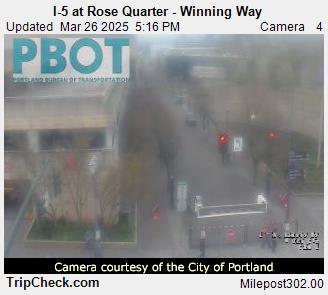 I-5 at Rose Quarter - Winning Way
Updated Mar 26 2025 5:16 PM Camera 4
PBOT
PORTLAND BUREAU OF TRANSPORTATION
Camera courtesy of the City of Portland
TripCheck.com Milepost302.00